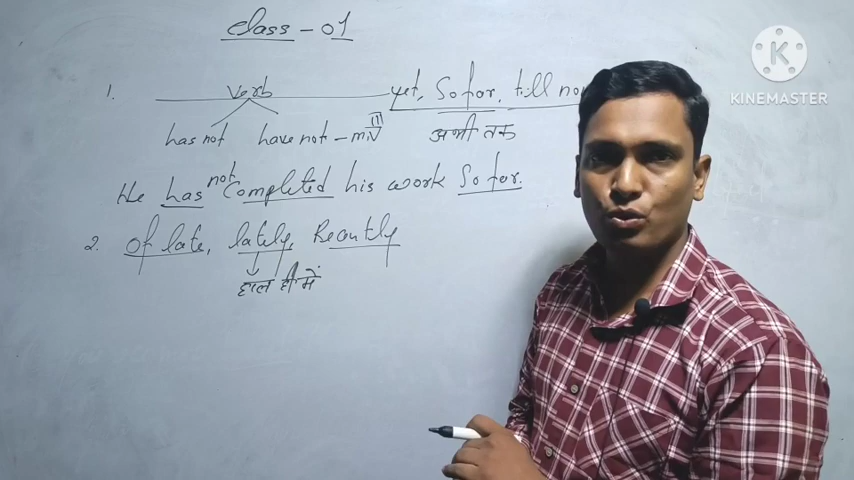 class - 01
1. verb yet, So far, till now
has not have not - mv III अभी तक
He has not completed his work So far.
2. Of late, lately, Recently
हाल ही में
KINEMASTER